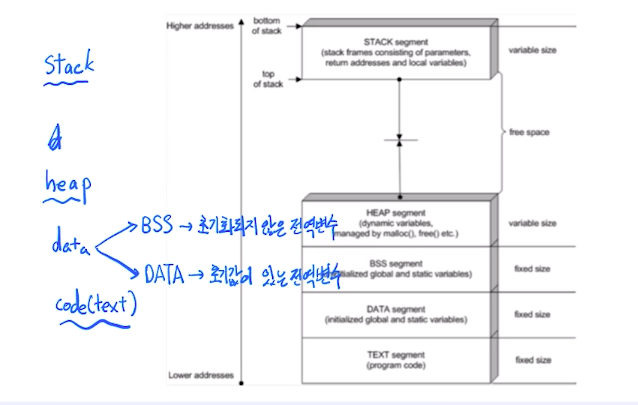 Higher addresses
bottom
of stack
STACK segment
(stack frames consisting of parameters,
return addresses and local variables)
variable size
top
of stack
free space
Stack
heap
data
BSS → 초기화되지 않은 전역변수
DATA → 초기값이 있는 전역변수
code(text)
HEAP segment
(dynamic variables,
managed by malloc(), free() etc.)
variable size
BSS segment
initialized global and static variables)
fixed size
DATA segment
(initialized global and static variables)
fixed size
TEXT segment
(program code)
fixed size
Lower addresses